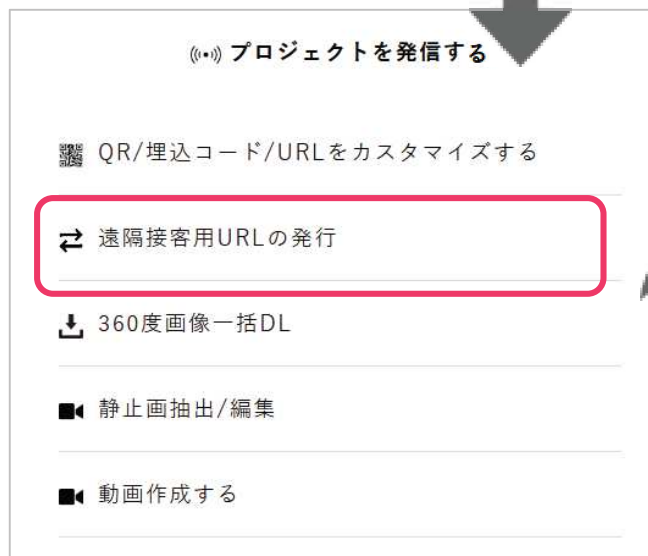 プロジェクトを発信する
QR/埋込コード/URLをカスタマイズする
遠隔接客用URLの発行
360度画像一括DL
静止画抽出/編集
動画作成する